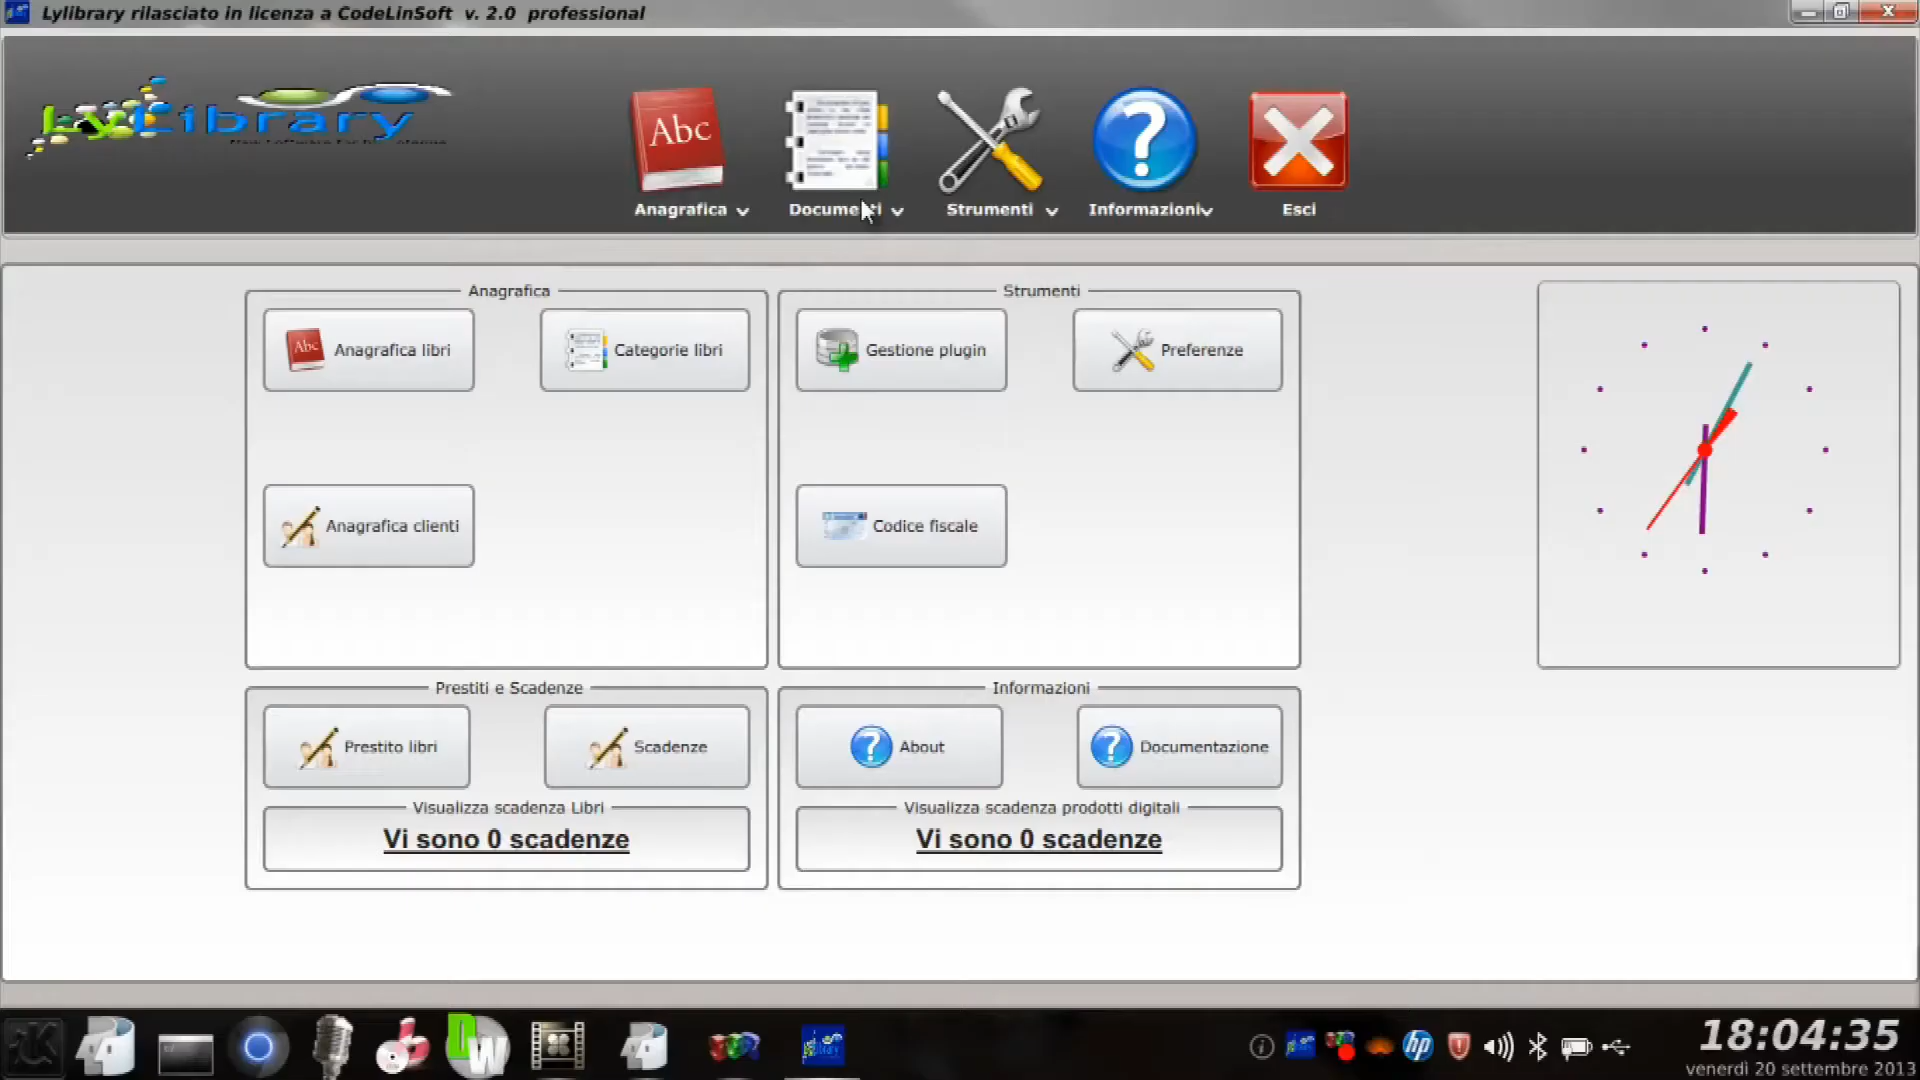 Lylibrary rilasciato in licenza a CodeLinSoft v. 2.0 professional
LyLibrary
Abc
Anagrafica
Documenti
Strumenti
Informazioni
Esci
Anagrafica
Abc Anagrafica libri
Categorie libri
Anagrafica clienti
Strumenti
Gestione plugin
Preferenze
Codice fiscale
Prestiti e Scadenze
Prestito libri
Scadenze
Visualizza scadenza Libri
Vi sono 0 scadenze
Informazioni
About
Documentazione
Visualizza scadenza prodotti digitali
Vi sono 0 scadenze
DW
hp
18:04:35
venerdì 20 settembre 2013